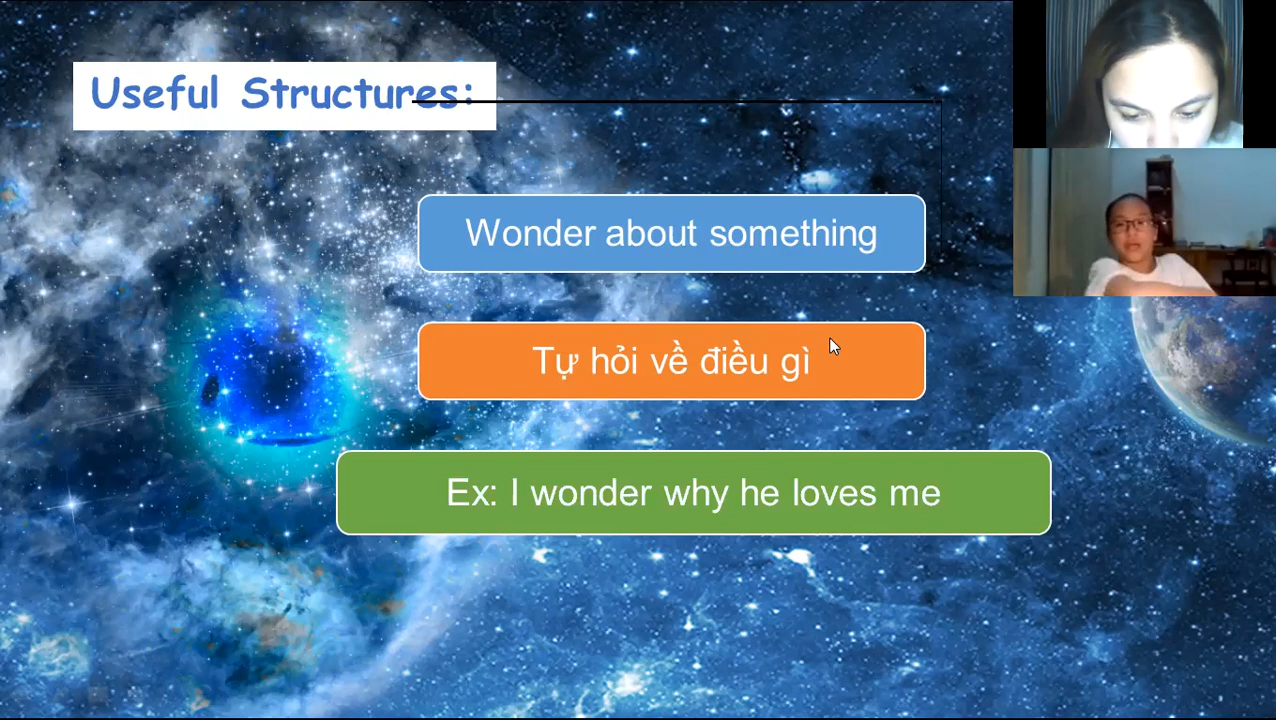 Useful Structures:
Wonder about something
Tự hỏi về điều gì
Ex: I wonder why he loves me